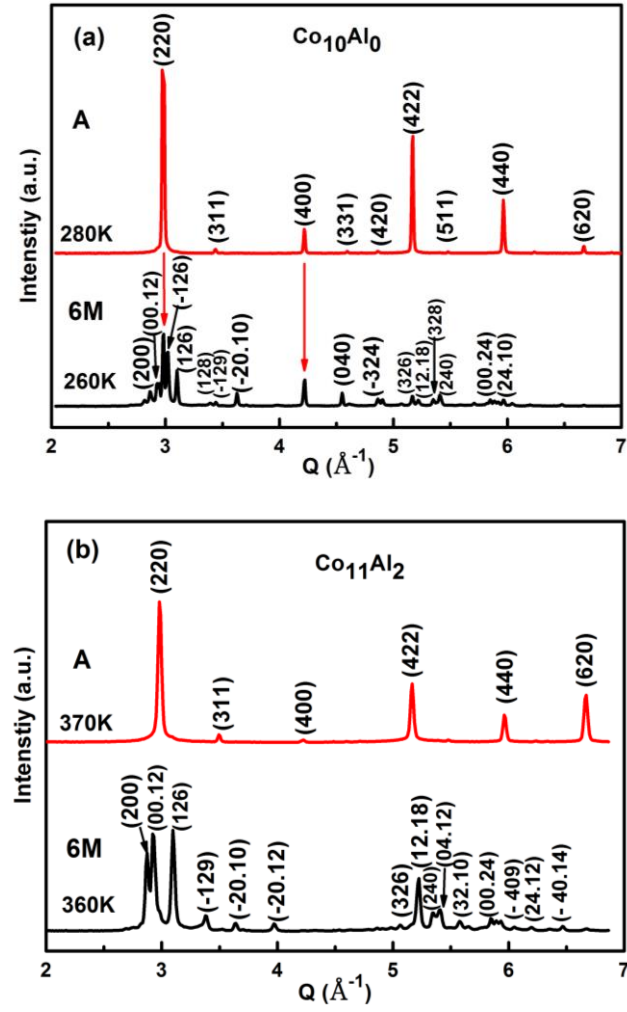 (a)
Co10Al0
(220)
A
(311)
(400)
(331)
(420)
(422)
(511)
(440)
(620)
280K
6M
(200)
(00.12)
(-126)
(126)
(128)
(-129)
(-20.10)
(040)
(-324)
(326)
(12.18)
(328)
(240)
(00.24)
(24.10)
260K
Intenstiy (a.u.)
2 3 4 5 6 7
Q (Å-1)
(b)
Co11Al2
(220)
A
(311)
(400)
(422)
(440)
(620)
370K
6M
(200)
(00.12)
(126)
(-129)
(-20.10)
(-20.12)
(326)
(12.18)
(240)
(04.12)
(32.10)
(00.24)
(- 409)
(24.12)
(- 40.14)
360K
Intenstiy (a.u.)
2 3 4 5 6 7
Q (Å-1)